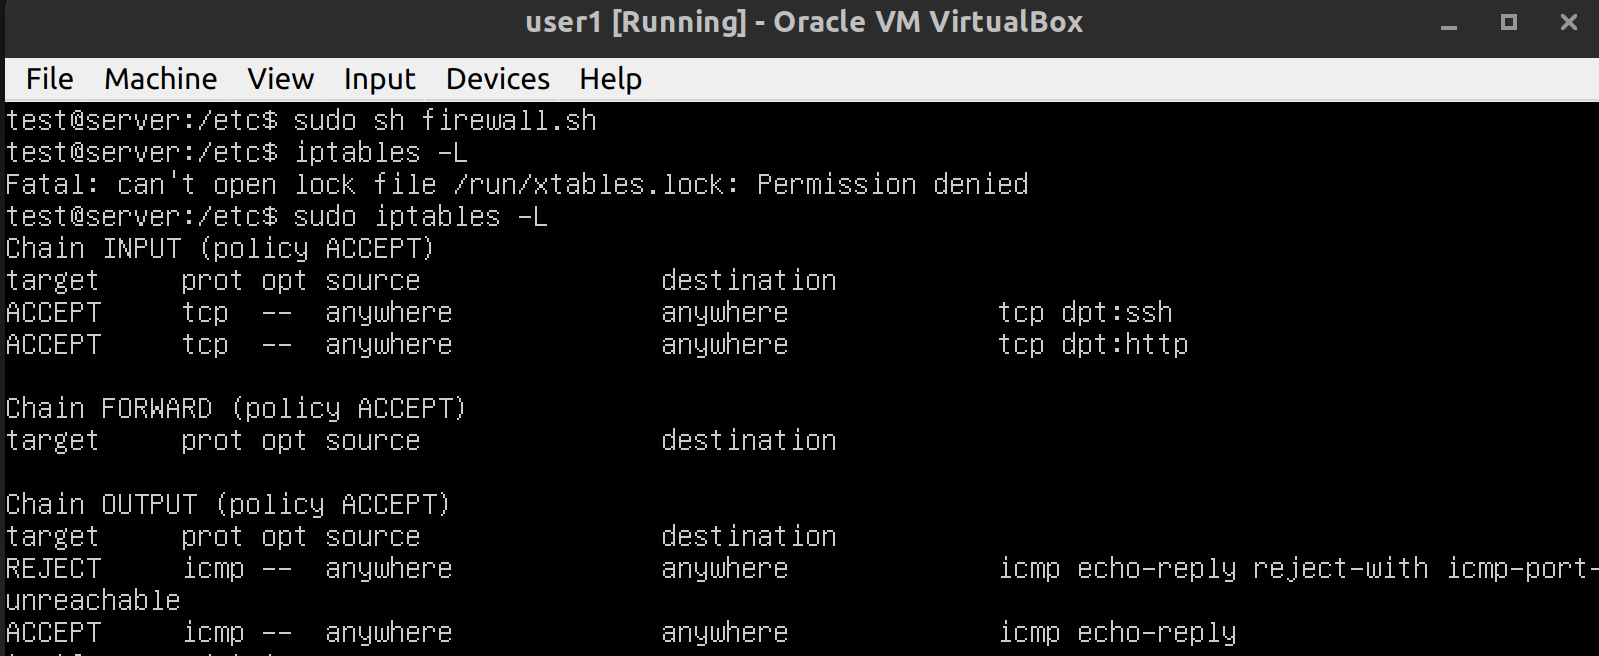 user1 [Running] - Oracle VM VirtualBox
File Machine View Input Devices Help
test@server:/etc$ sudo sh firewall.sh
test@server:/etc$ iptables -L
Fatal: can't open lock file /run/xtables.lock: Permission denied
test@server:/etc$ sudo iptables -L
Chain INPUT (policy ACCEPT)
target     prot opt source               destination
ACCEPT     tcp  --  anywhere             anywhere             tcp dpt:ssh
ACCEPT     tcp  --  anywhere             anywhere             tcp dpt:http
Chain FORWARD (policy ACCEPT)
target     prot opt source               destination
Chain OUTPUT (policy ACCEPT)
target     prot opt source               destination
REJECT     icmp --  anywhere             anywhere             icmp echo-reply reject-with icmp-port-
unreachable
ACCEPT     icmp --  anywhere             anywhere             icmp echo-reply